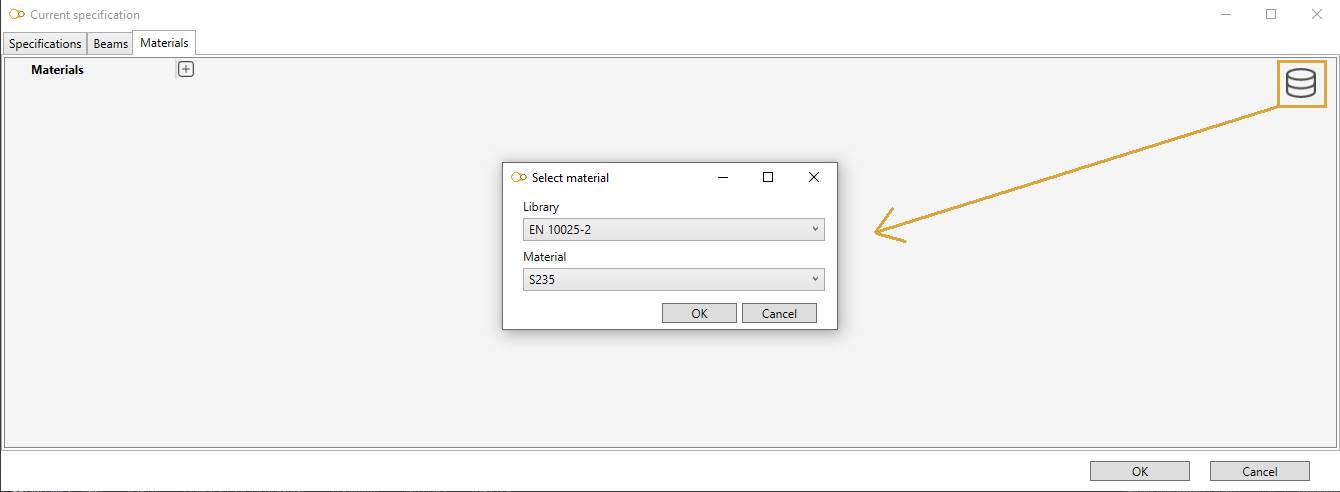 Current specification
Specifications Beams Materials
Materials
Select material
Library
EN 10025-2
Material
S235
OK Cancel
OK Cancel